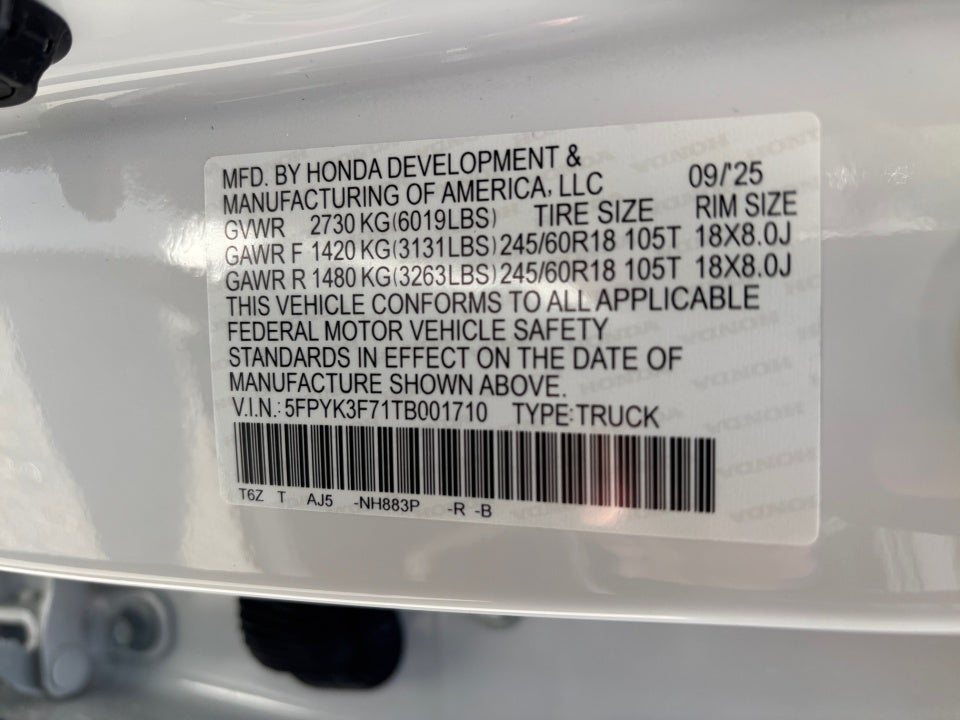 MFD. BY HONDA DEVELOPMENT &
MANUFACTURING OF AMERICA, LLC 09/'25
GVWR 2730 KG(6019LBS) TIRE SIZE RIM SIZE
GAWR F 1420 KG(3131LBS) 245/60R18 105T 18X8.0J
GAWR R 1480 KG(3263LBS) 245/60R18 105T 18X8.0J
THIS VEHICLE CONFORMS TO ALL APPLICABLE
FEDERAL MOTOR VEHICLE SAFETY
STANDARDS IN EFFECT ON THE DATE OF
MANUFACTURE SHOWN ABOVE.
V.I.N.: 5FPYK3F71TB001710 TYPE:TRUCK
T6Z T AJ5 -NH883P -R -B